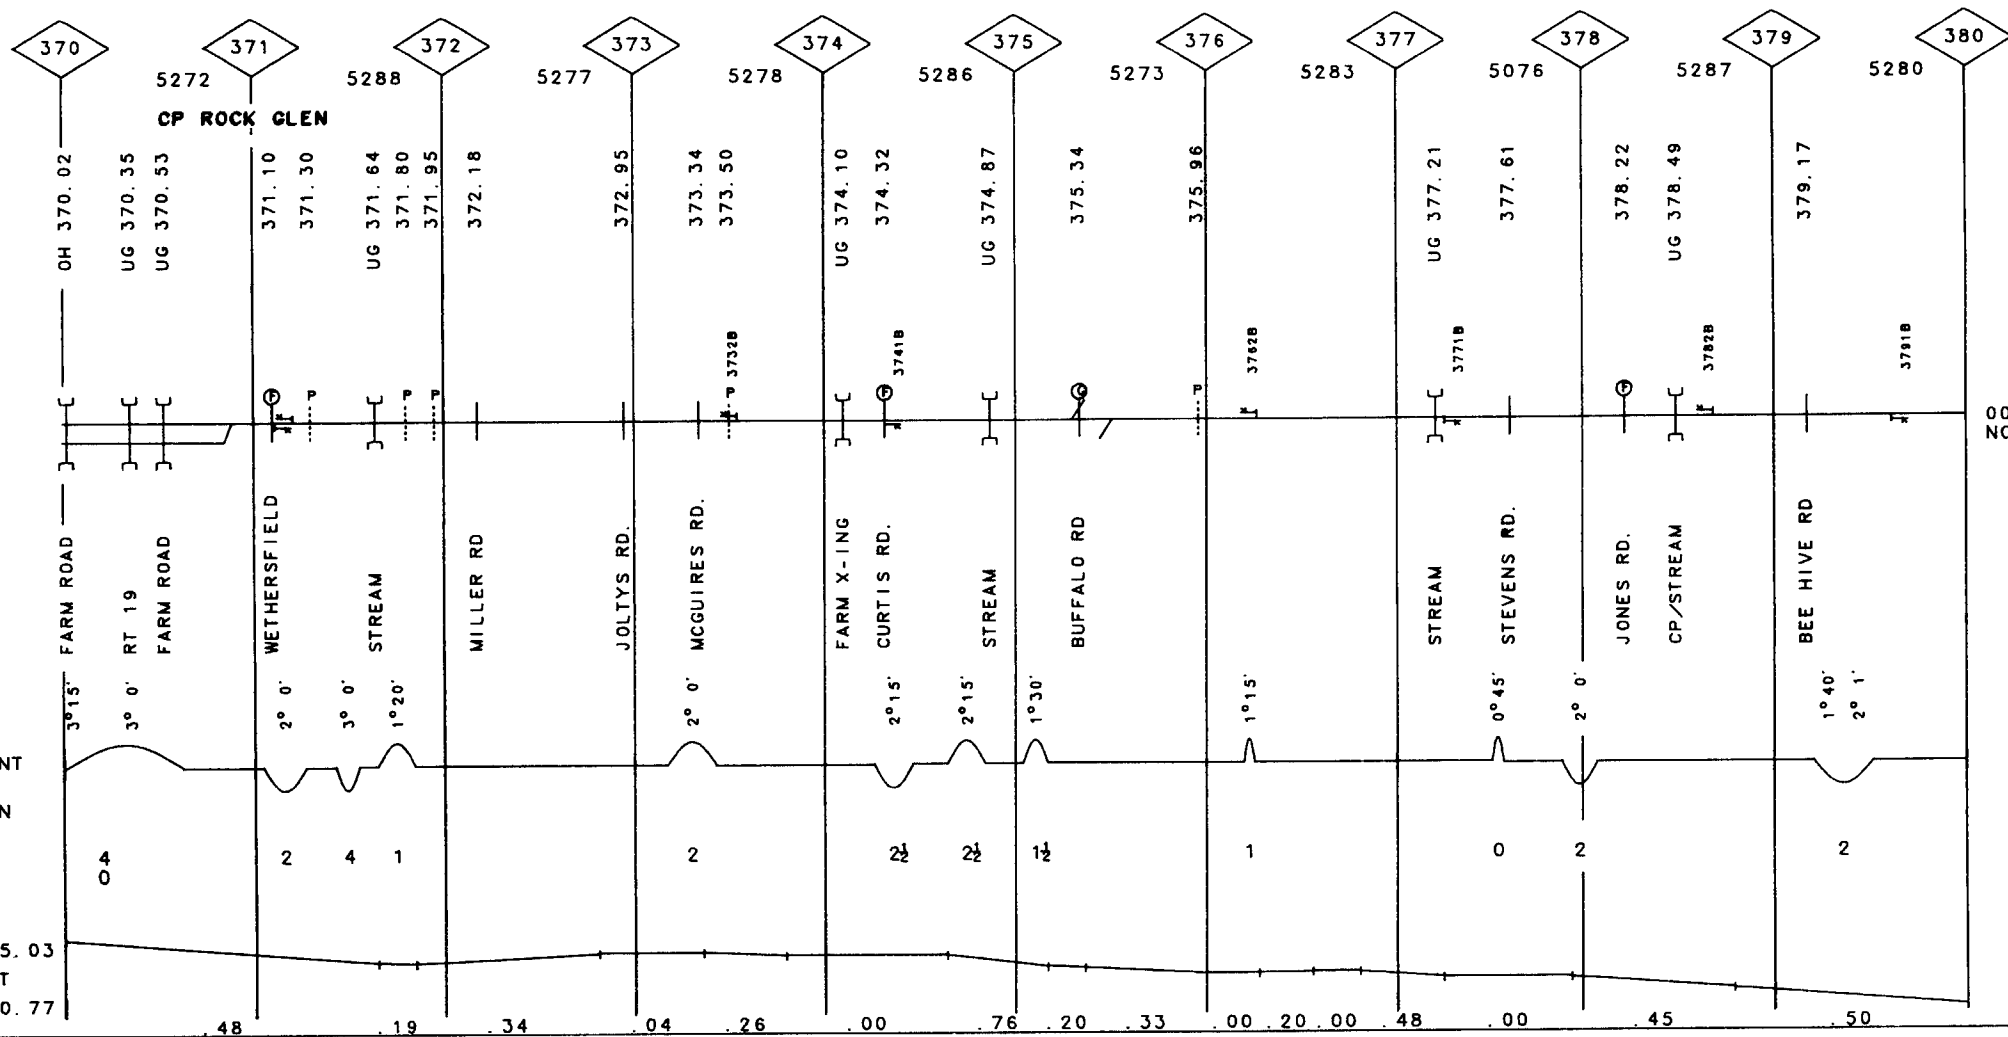 370 371 372 373 374 375 376 377 378 379 380
5272 5288 5277 5278 5286 5273 5283 5076 5287 5280
CP ROCK GLEN
OH 370.02
UG 370.35
UG 370.53
371.10
371.30
UG 371.64
371.80
371.95
372.18
372.95
373.34
373.50
UG 374.10
374.32
UG 374.87
375.34
375.96
UG 377.21
377.61
378.22
UG 378.49
379.17
3732B 3741B 3762B 3771B 3782B 3791B
F P P P P F G P F
00
NO
FARM ROAD
RT 19
FARM ROAD
WETHERSFIELD
STREAM
MILLER RD
JOLTYS RD.
MCGUIRES RD.
FARM X-ING
CURTIS RD.
STREAM
BUFFALO RD
STREAM
STEVENS RD.
JONES RD.
CP/STREAM
BEE HIVE RD
3°15' 3° 0' 2° 0' 3° 0' 1°20' 2° 0' 2°15' 2°15' 1°30' 1°15' 0°45' 2° 0' 1°40' 2° 1'
NT
N
4 2 4 1 2 2½ 2½ 1½ 1 0 2 2
0
5.03
T
0.77
.48 .19 .34 .04 .26 .00 .76 .20 .33 .00 .20 .00 .48 .00 .45 .50